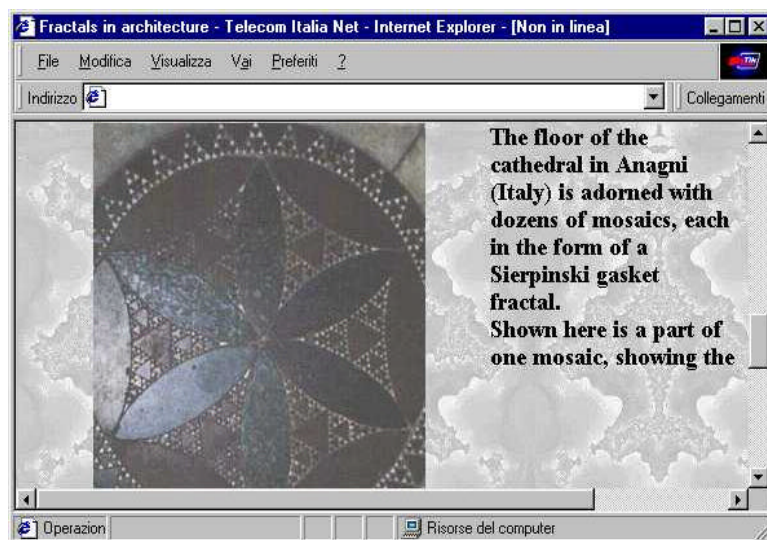 Fractals in architecture - Telecom Italia Net - Internet Explorer - [Non in linea]
File Modifica Visualizza Vai Preferiti ?
TIN
Indirizzo Collegamenti
The floor of the
cathedral in Anagni
(Italy) is adorned with
dozens of mosaics, each
in the form of a
Sierpinski gasket
fractal.
Shown here is a part of
one mosaic, showing the
Operazion Risorse del computer